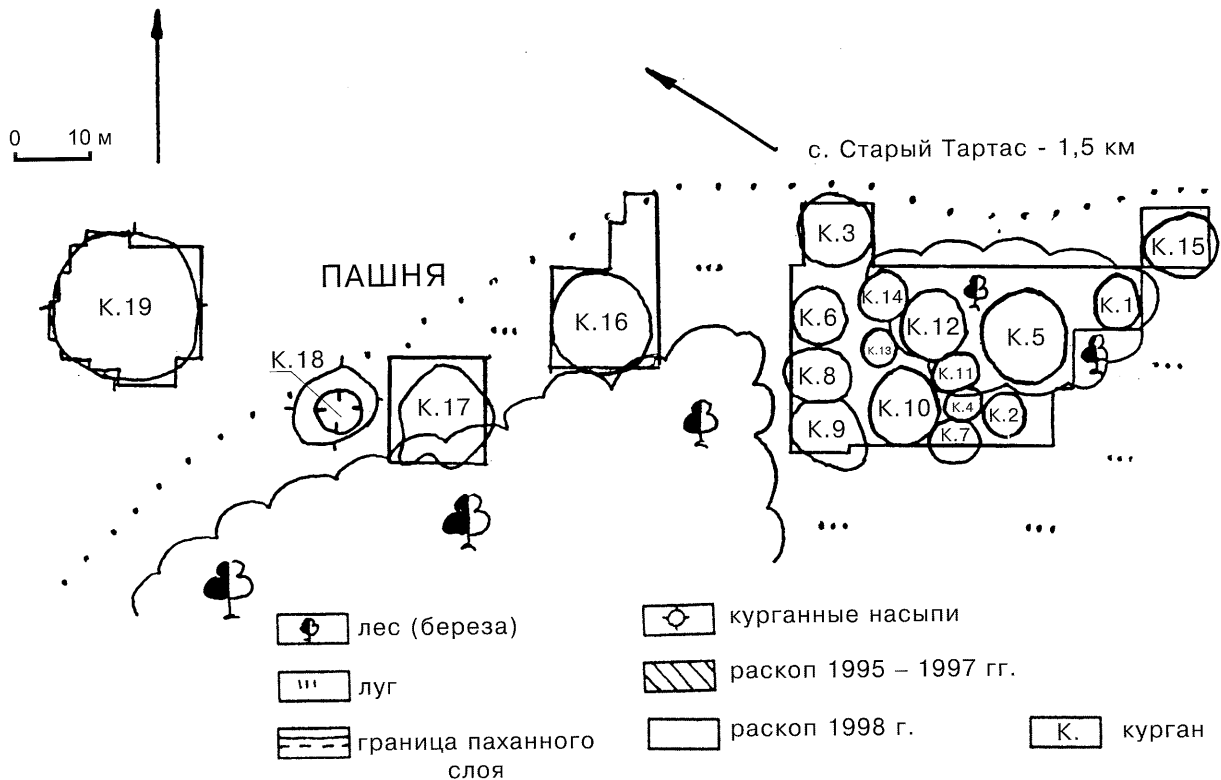 0 10 м
с. Старый Тартас - 1,5 км
К.3
К.15
ПАШНЯ
К.19
К.16
К.14
К.1
К.6
К.12
К.5
К.18
К.13
К.8
К.11
К.17
К.10
К.4
К.2
К.9
К.7
лес (береза)
луг
граница паханного
слоя
курганные насыпи
раскоп 1995 – 1997 гг.
раскоп 1998 г.
К. курган